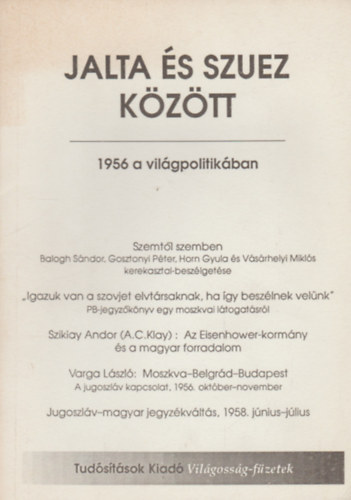 JALTA ÉS SZUEZ
KÖZÖTT
1956 a világpolitikában
Szemtől szemben
Balogh Sándor, Gosztonyi Péter, Horn Gyula és Vásárhelyi Miklós
kerekasztal-beszélgetése
„Igazuk van a szovjet elvtársaknak, ha így beszélnek velünk"
PB-jegyzőkönyv egy moszkvai látogatásról
Sziklay Andor (A.C.Klay) : Az Eisenhower-kormány
és a magyar forradalom
Varga László: Moszkva–Belgrád–Budapest
A jugoszláv kapcsolat, 1956. október–november
Jugoszláv–magyar jegyzékváltás, 1958. június–július
Tudósítások Kiadó Világosság-füzetek